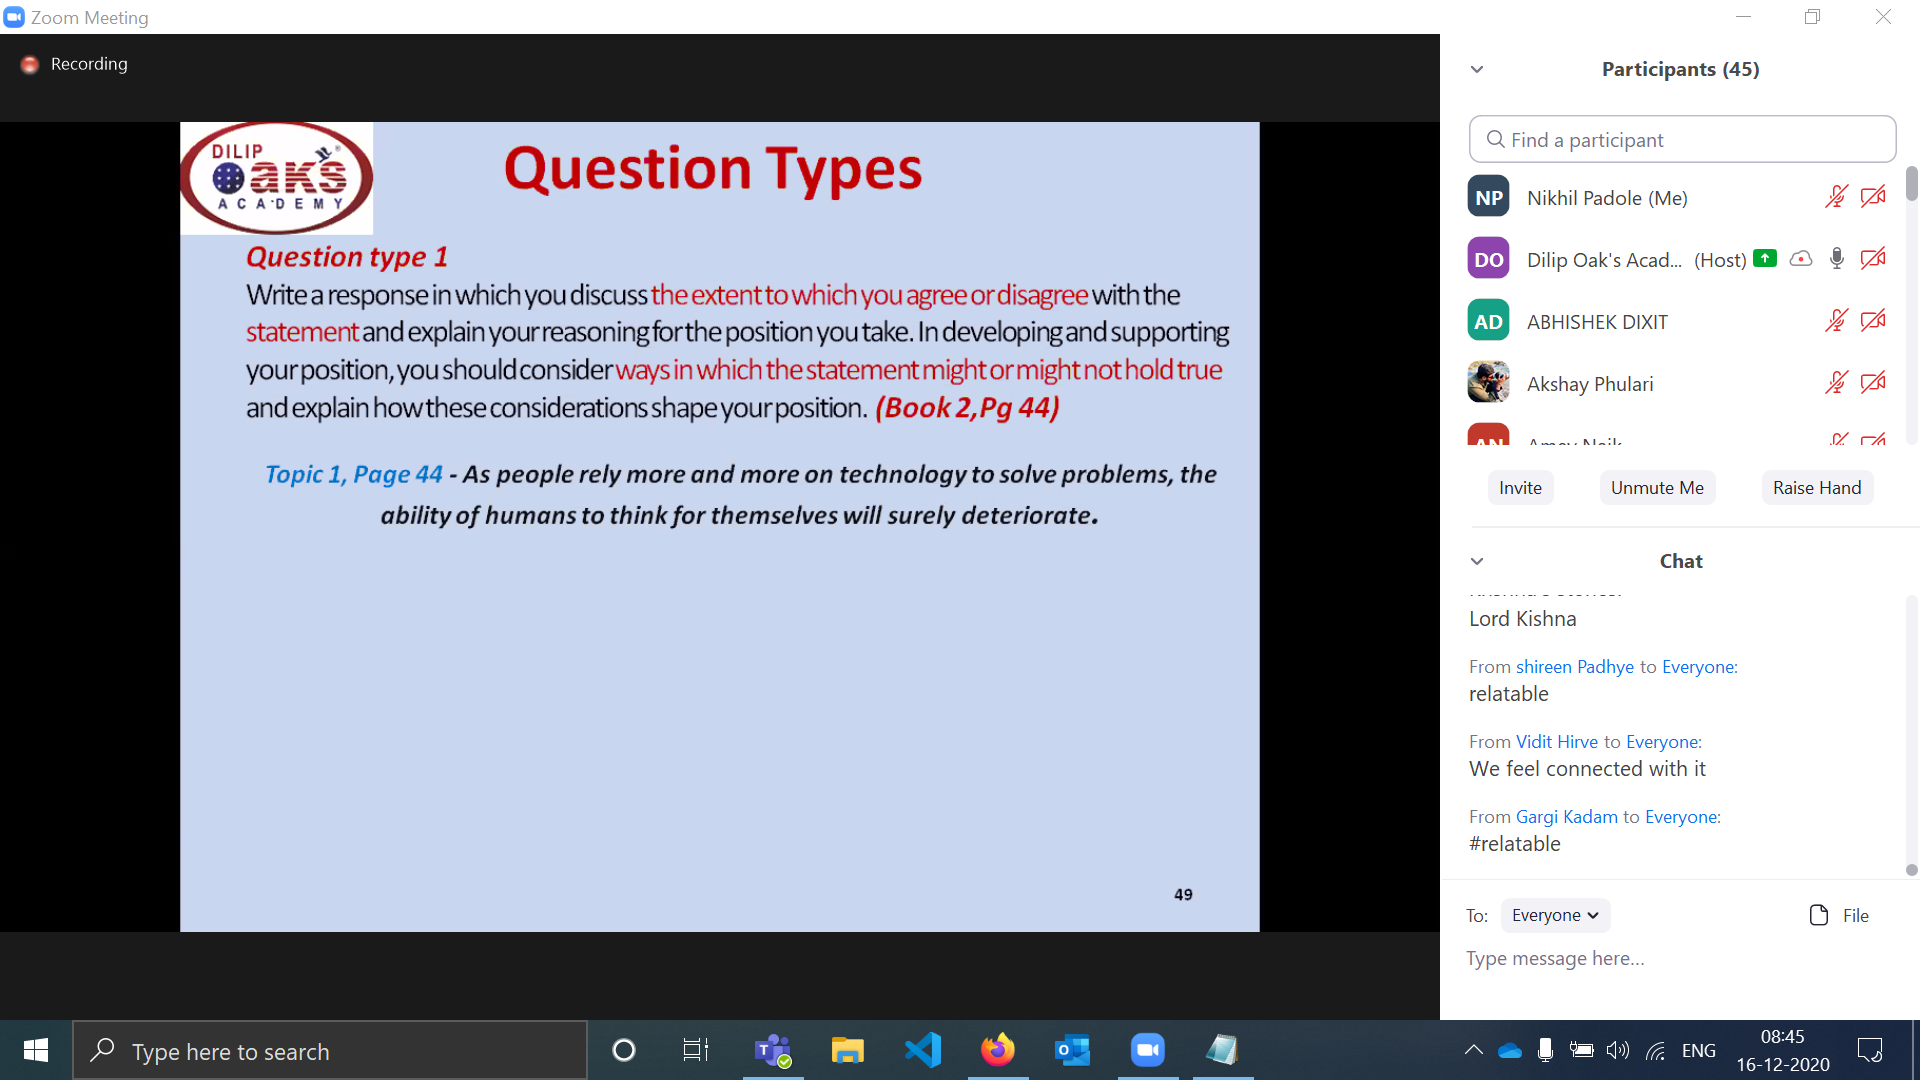 Zoom Meeting
Recording
DILIP
OAKS
ACADEMY
Question Types
Question type 1
Write a response in which you discuss the extent to which you agree or disagree with the
statement and explain your reasoning for the position you take. In developing and supporting
your position, you should consider ways in which the statement might or might not hold true
and explain how these considerations shape your position. (Book 2,Pg 44)
Topic 1, Page 44 - As people rely more and more on technology to solve problems, the
ability of humans to think for themselves will surely deteriorate.
49
Participants (45)
Find a participant
NP Nikhil Padole (Me)
DO Dilip Oak's Acad... (Host)
AD ABHISHEK DIXIT
Akshay Phulari
AN Amey Naik
Invite Unmute Me Raise Hand
Chat
Lord Kishna
From shireen Padhye to Everyone:
relatable
From Vidit Hirve to Everyone:
We feel connected with it
From Gargi Kadam to Everyone:
#relatable
To: Everyone File
Type message here...
Type here to search
ENG
08:45
16-12-2020